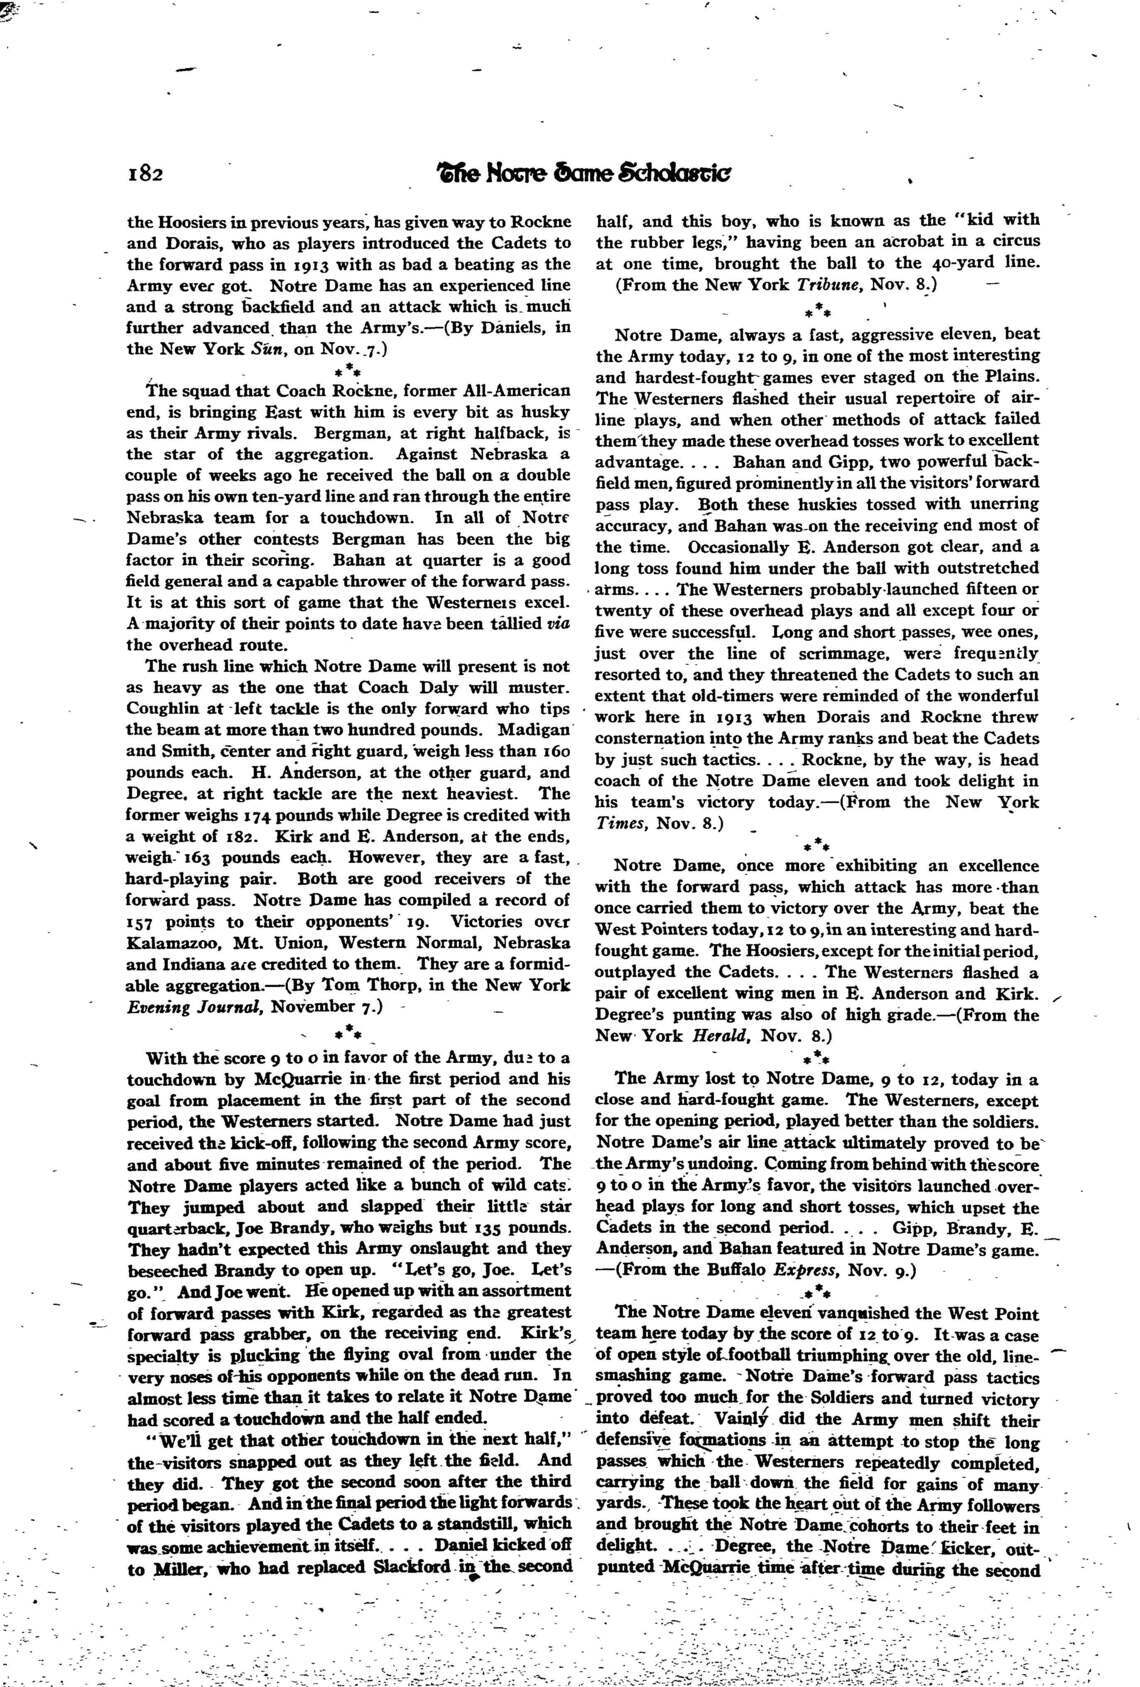 182
The Notre Dame Scholastic
the Hoosiers in previous years, has given way to Rockne
and Dorais, who as players introduced the Cadets to
the forward pass in 1913 with as bad a beating as the
Army ever got. Notre Dame has an experienced line
and a strong backfield and an attack which is much
further advanced than the Army's.—(By Daniels, in
the New York Sun, on Nov. 7.)
***
The squad that Coach Rockne, former All-American
end, is bringing East with him is every bit as husky
as their Army rivals. Bergman, at right halfback, is
the star of the aggregation. Against Nebraska a
couple of weeks ago he received the ball on a double
pass on his own ten-yard line and ran through the entire
Nebraska team for a touchdown. In all of Notre
Dame's other contests Bergman has been the big
factor in their scoring. Bahan at quarter is a good
field general and a capable thrower of the forward pass.
It is at this sort of game that the Westerners excel.
A majority of their points to date have been tallied via
the overhead route.
The rush line which Notre Dame will present is not
as heavy as the one that Coach Daly will muster.
Coughlin at left tackle is the only forward who tips
the beam at more than two hundred pounds. Madigan
and Smith, center and right guard, weigh less than 160
pounds each. H. Anderson, at the other guard, and
Degree, at right tackle are the next heaviest. The
former weighs 174 pounds while Degree is credited with
a weight of 182. Kirk and E. Anderson, at the ends,
weigh 163 pounds each. However, they are a fast,
hard-playing pair. Both are good receivers of the
forward pass. Notre Dame has compiled a record of
157 points to their opponents' 19. Victories over
Kalamazoo, Mt. Union, Western Normal, Nebraska
and Indiana are credited to them. They are a formid-
able aggregation.—(By Tom Thorp, in the New York
Evening Journal, November 7.)
***
With the score 9 to 0 in favor of the Army, due to a
touchdown by McQuarrie in the first period and his
goal from placement in the first part of the second
period, the Westerners started. Notre Dame had just
received the kick-off, following the second Army score,
and about five minutes remained of the period. The
Notre Dame players acted like a bunch of wild cats.
They jumped about and slapped their little star
quarterback, Joe Brandy, who weighs but 135 pounds.
They hadn't expected this Army onslaught and they
beseeched Brandy to open up. "Let's go, Joe. Let's
go." And Joe went. He opened up with an assortment
of forward passes with Kirk, regarded as the greatest
forward pass grabber, on the receiving end. Kirk's
specialty is plucking the flying oval from under the
very noses of his opponents while on the dead run. In
almost less time than it takes to relate it Notre Dame
had scored a touchdown and the half ended.
"We'll get that other touchdown in the next half,"
the visitors snapped out as they left the field. And
they did. They got the second soon after the third
period began. And in the final period the light forwards
of the visitors played the Cadets to a standstill, which
was some achievement in itself. . . . Daniel kicked off
to Miller, who had replaced Slackford in the second
half, and this boy, who is known as the "kid with
the rubber legs," having been an acrobat in a circus
at one time, brought the ball to the 40-yard line.
(From the New York Tribune, Nov. 8.)
***
Notre Dame, always a fast, aggressive eleven, beat
the Army today, 12 to 9, in one of the most interesting
and hardest-fought games ever staged on the Plains.
The Westerners flashed their usual repertoire of air-
line plays, and when other methods of attack failed
them they made these overhead tosses work to excellent
advantage. . . . Bahan and Gipp, two powerful back-
field men, figured prominently in all the visitors' forward
pass play. Both these huskies tossed with unerring
accuracy, and Bahan was on the receiving end most of
the time. Occasionally E. Anderson got clear, and a
long toss found him under the ball with outstretched
arms. . . . The Westerners probably launched fifteen or
twenty of these overhead plays and all except four or
five were successful. Long and short passes, wee ones,
just over the line of scrimmage, were frequently
resorted to, and they threatened the Cadets to such an
extent that old-timers were reminded of the wonderful
work here in 1913 when Dorais and Rockne threw
consternation into the Army ranks and beat the Cadets
by just such tactics. . . . Rockne, by the way, is head
coach of the Notre Dame eleven and took delight in
his team's victory today.—(From the New York
Times, Nov. 8.)
***
Notre Dame, once more exhibiting an excellence
with the forward pass, which attack has more than
once carried them to victory over the Army, beat the
West Pointers today, 12 to 9, in an interesting and hard-
fought game. The Hoosiers, except for the initial period,
outplayed the Cadets. . . . The Westerners flashed a
pair of excellent wing men in E. Anderson and Kirk.
Degree's punting was also of high grade.—(From the
New York Herald, Nov. 8.)
***
The Army lost to Notre Dame, 9 to 12, today in a
close and hard-fought game. The Westerners, except
for the opening period, played better than the soldiers.
Notre Dame's air line attack ultimately proved to be
the Army's undoing. Coming from behind with the score
9 to 0 in the Army's favor, the visitors launched over-
head plays for long and short tosses, which upset the
Cadets in the second period. . . . Gipp, Brandy, E.
Anderson, and Bahan featured in Notre Dame's game.
—(From the Buffalo Express, Nov. 9.)
***
The Notre Dame eleven vanquished the West Point
team here today by the score of 12 to 9. It was a case
of open style of football triumphing over the old, line-
smashing game. Notre Dame's forward pass tactics
proved too much for the Soldiers and turned victory
into defeat. Vainly did the Army men shift their
defensive formations in an attempt to stop the long
passes which the Westerners repeatedly completed,
carrying the ball down the field for gains of many
yards. These took the heart out of the Army followers
and brought the Notre Dame cohorts to their feet in
delight. . . . Degree, the Notre Dame kicker, out-
punted McQuarrie time after time during the second